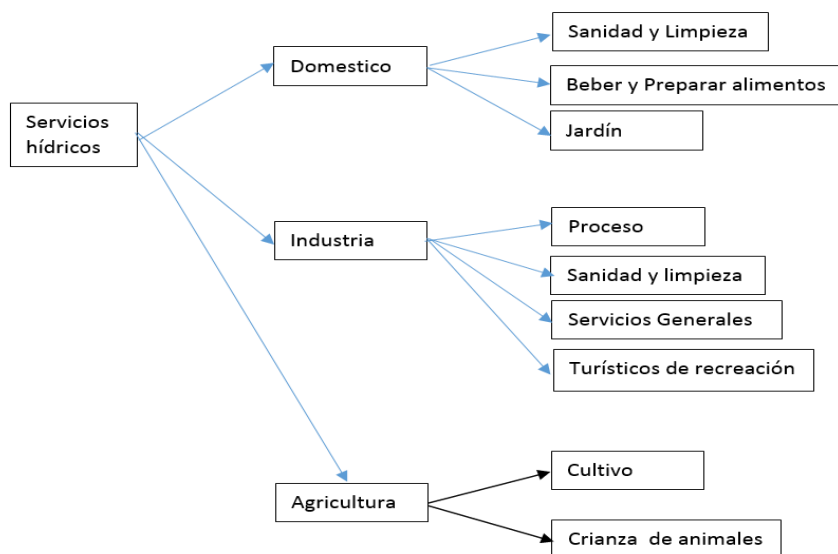 Servicios
hídricos
Domestico
Sanidad y Limpieza
Beber y Preparar alimentos
Jardín
Industria
Proceso
Sanidad y limpieza
Servicios Generales
Turísticos de recreación
Agricultura
Cultivo
Crianza de animales